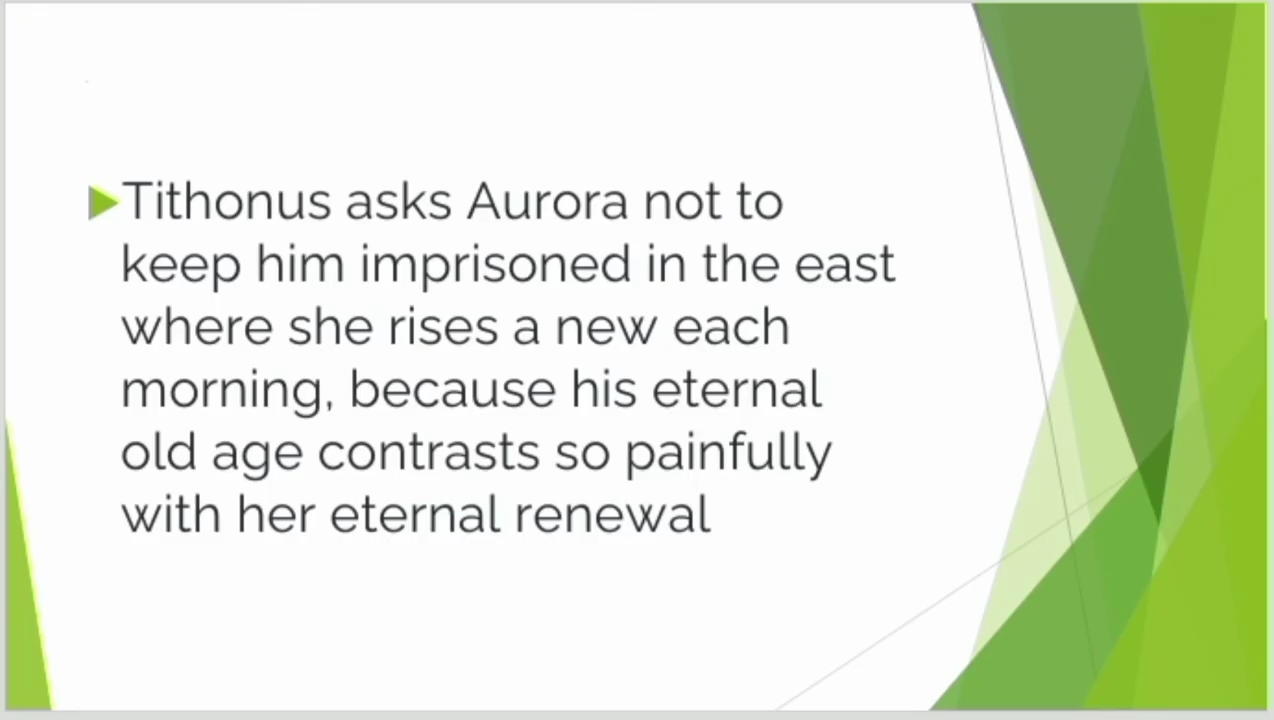 Tithonus asks Aurora not to
keep him imprisoned in the east
where she rises a new each
morning, because his eternal
old age contrasts so painfully
with her eternal renewal